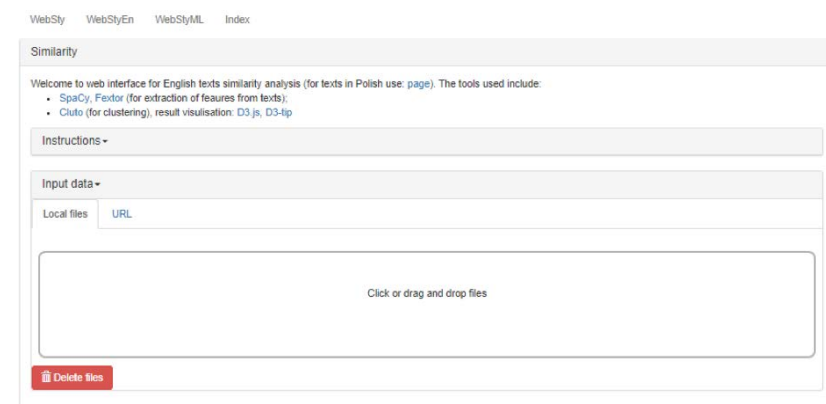 WebSty WebStyEn WebStyML Index
Similarity
Welcome to web interface for English texts similarity analysis (for texts in Polish use: page). The tools used include:
• SpaCy, Fextor (for extraction of feaures from texts);
• Cluto (for clustering), result visulisation: D3.js, D3-tip
Instructions
Input data
Local files URL
Click or drag and drop files
Delete files